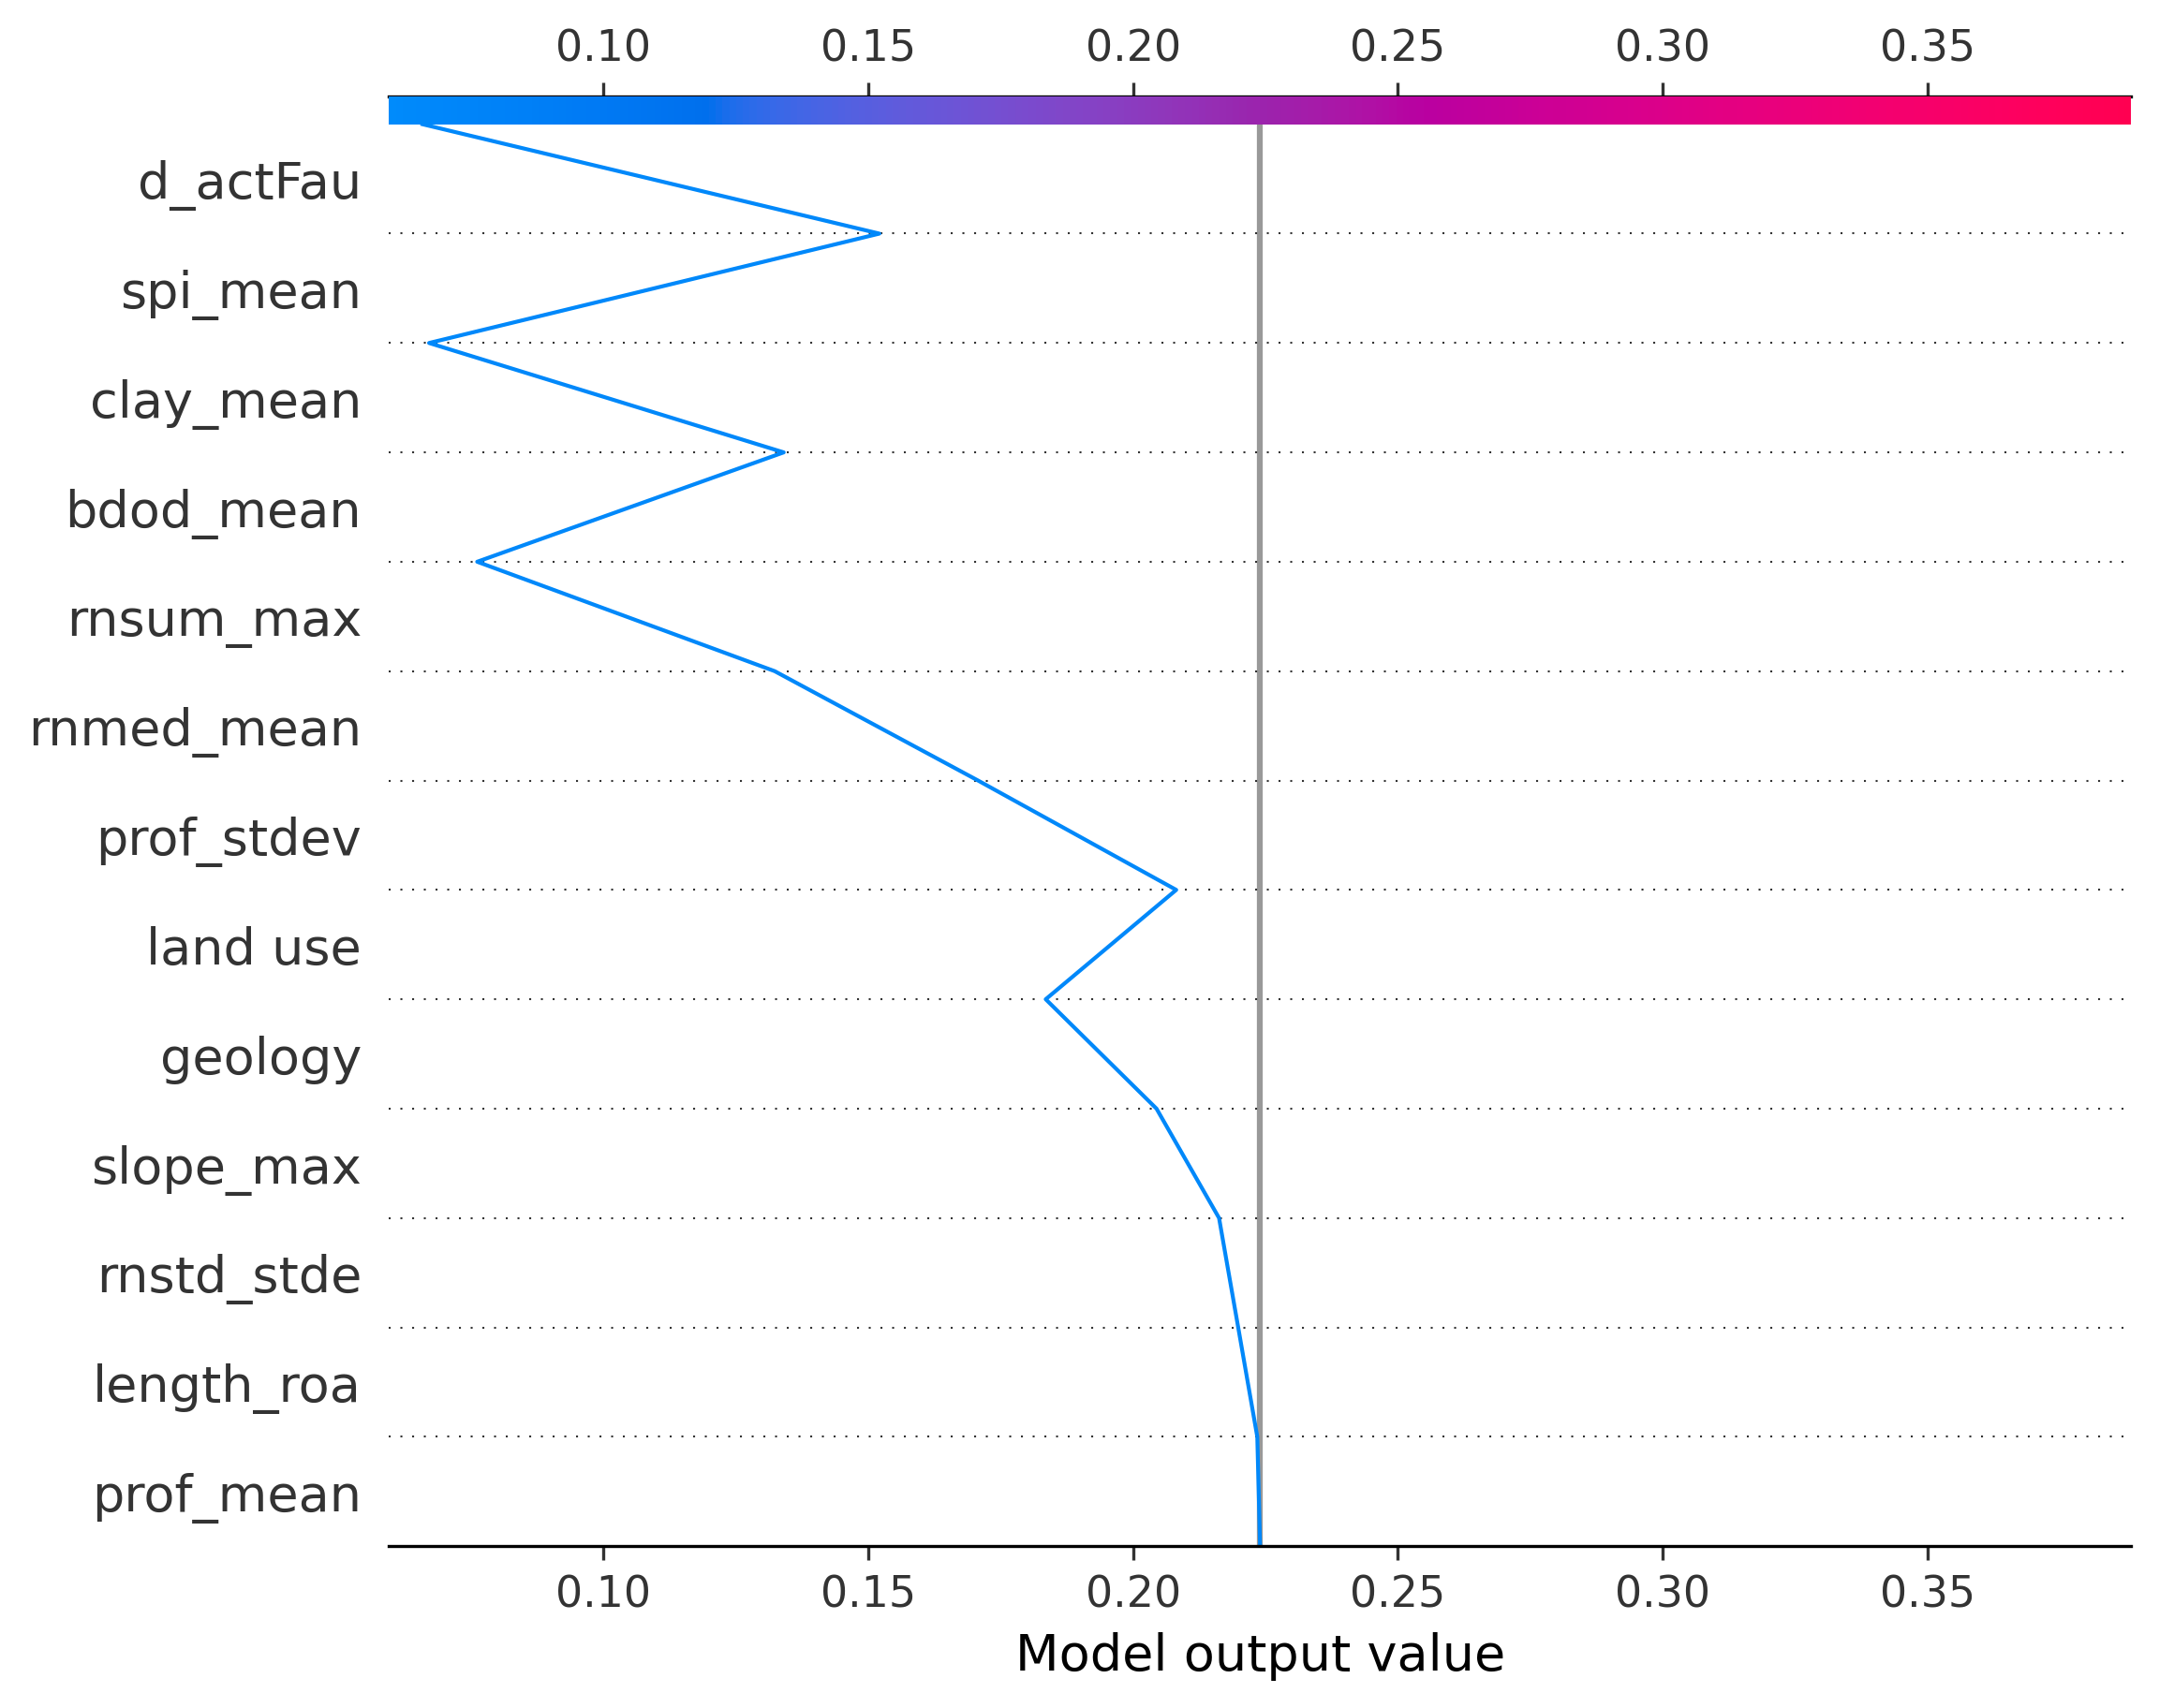 0.10 0.15 0.20 0.25 0.30 0.35
d_actFau
spi_mean
clay_mean
bdod_mean
rnsum_max
rnmed_mean
prof_stdev
land use
geology
slope_max
rnstd_stde
length_roa
prof_mean
0.10 0.15 0.20 0.25 0.30 0.35
Model output value